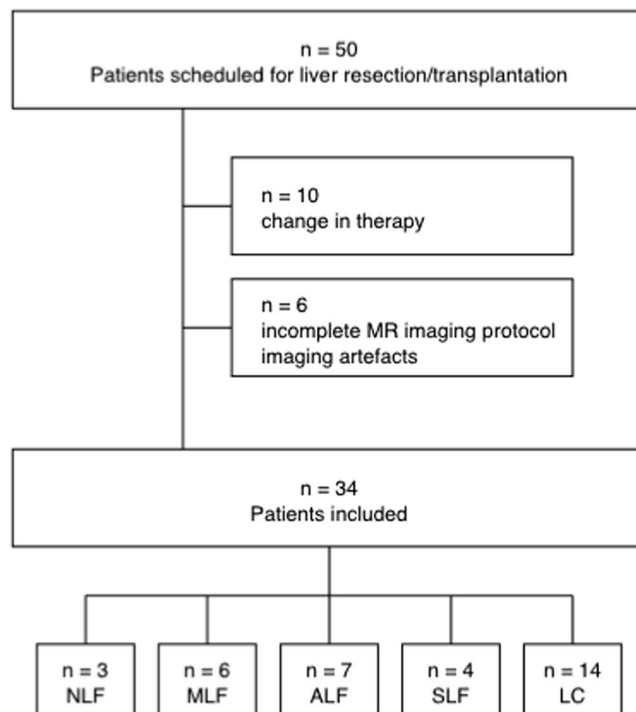 n = 50
Patients scheduled for liver resection/transplantation
n = 10
change in therapy
n = 6
incomplete MR imaging protocol
imaging artefacts
n = 34
Patients included
n = 3
NLF
n = 6
MLF
n = 7
ALF
n = 4
SLF
n = 14
LC